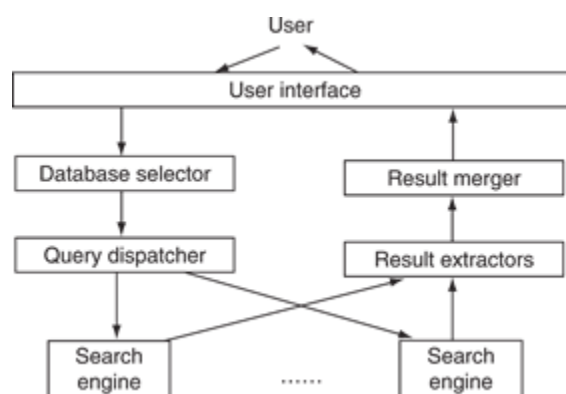 User
User interface
Database selector
Result merger
Query dispatcher
Result extractors
Search
engine
......
Search
engine